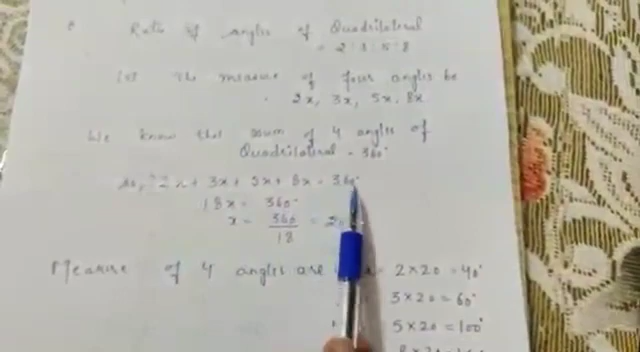 Ratio of angles of Quadrilateral
= 2:3:5:8
Let the measure of four angles be
2x, 3x, 5x, 8x
We know that sum of 4 angles of
Quadrilateral = 360°
So, 2x + 3x + 5x + 8x = 360°
18x = 360°
x = 360/18 = 20
Measure of 4 angles are = 2×20 = 40°
3×20 = 60°
5×20 = 100°